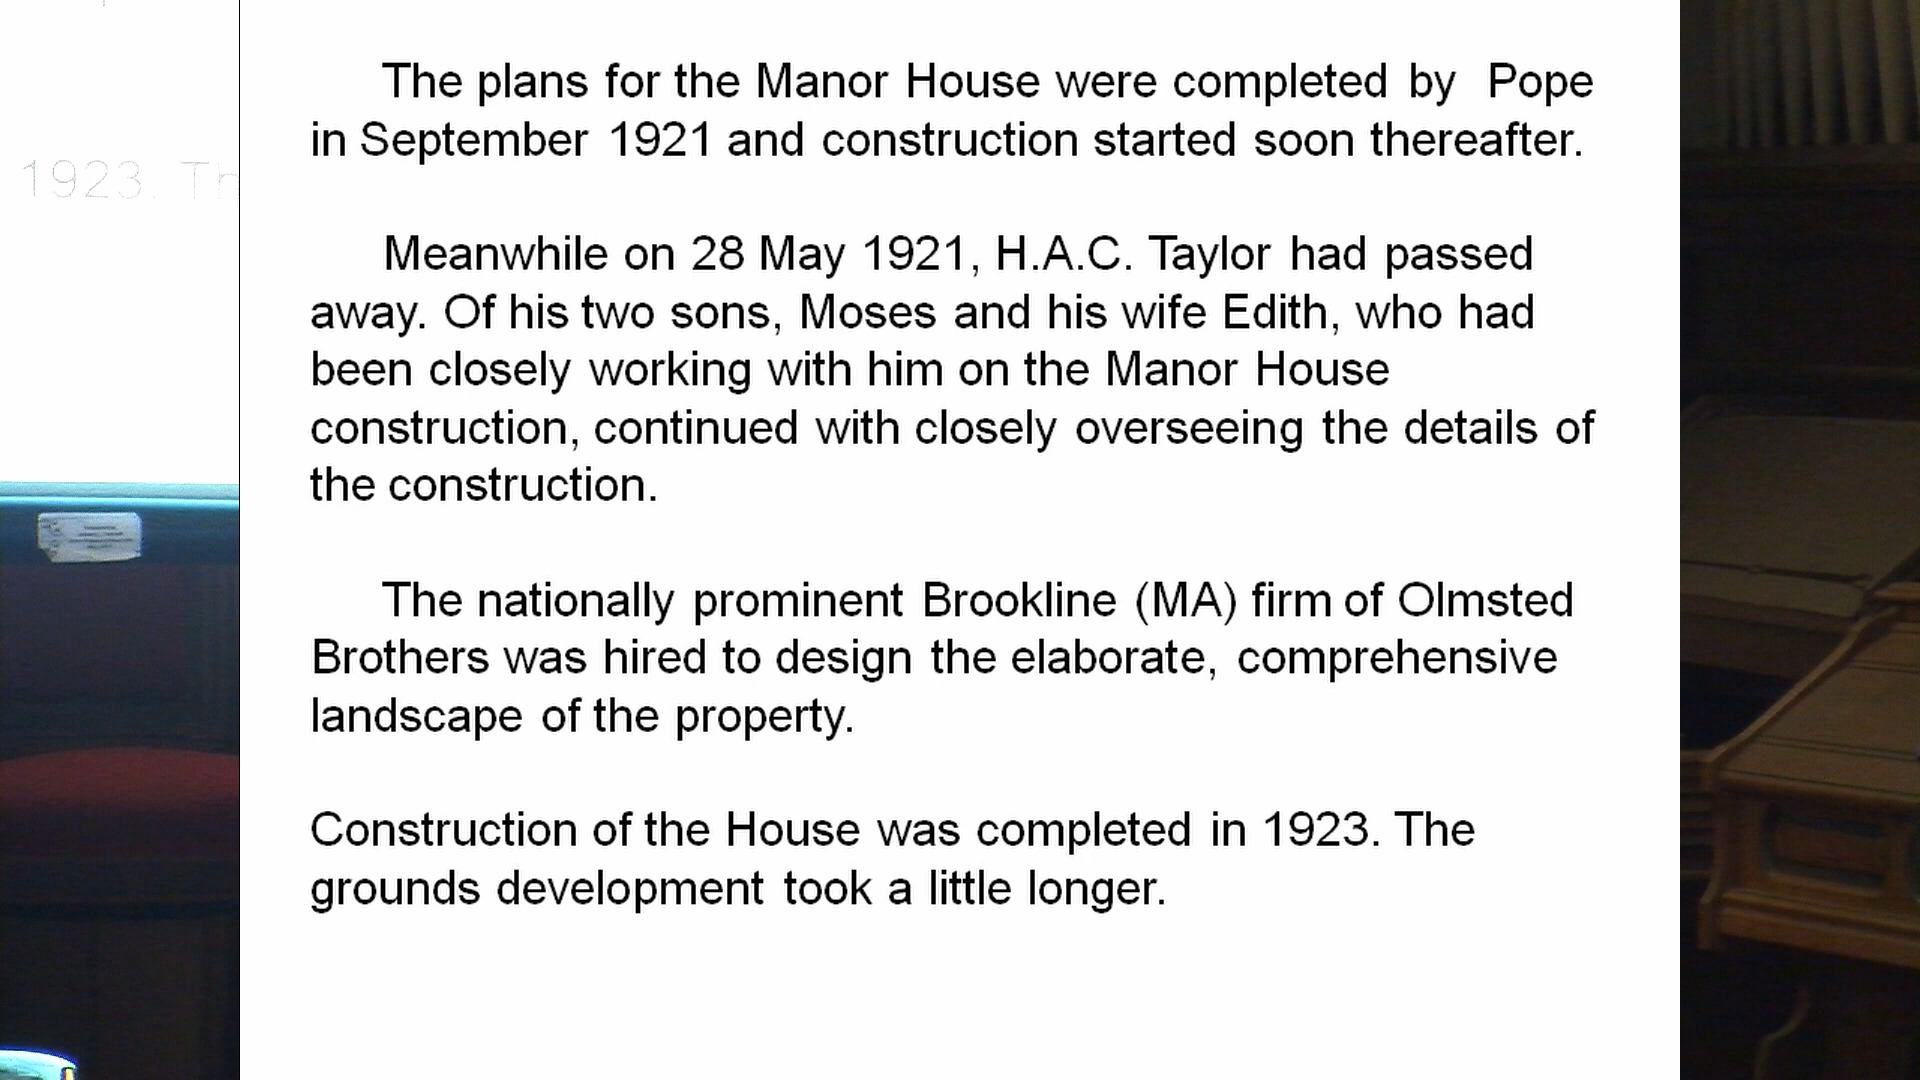 The plans for the Manor House were completed by Pope
in September 1921 and construction started soon thereafter.
Meanwhile on 28 May 1921, H.A.C. Taylor had passed
away. Of his two sons, Moses and his wife Edith, who had
been closely working with him on the Manor House
construction, continued with closely overseeing the details of
the construction.
The nationally prominent Brookline (MA) firm of Olmsted
Brothers was hired to design the elaborate, comprehensive
landscape of the property.
Construction of the House was completed in 1923. The
grounds development took a little longer.
1923. Th